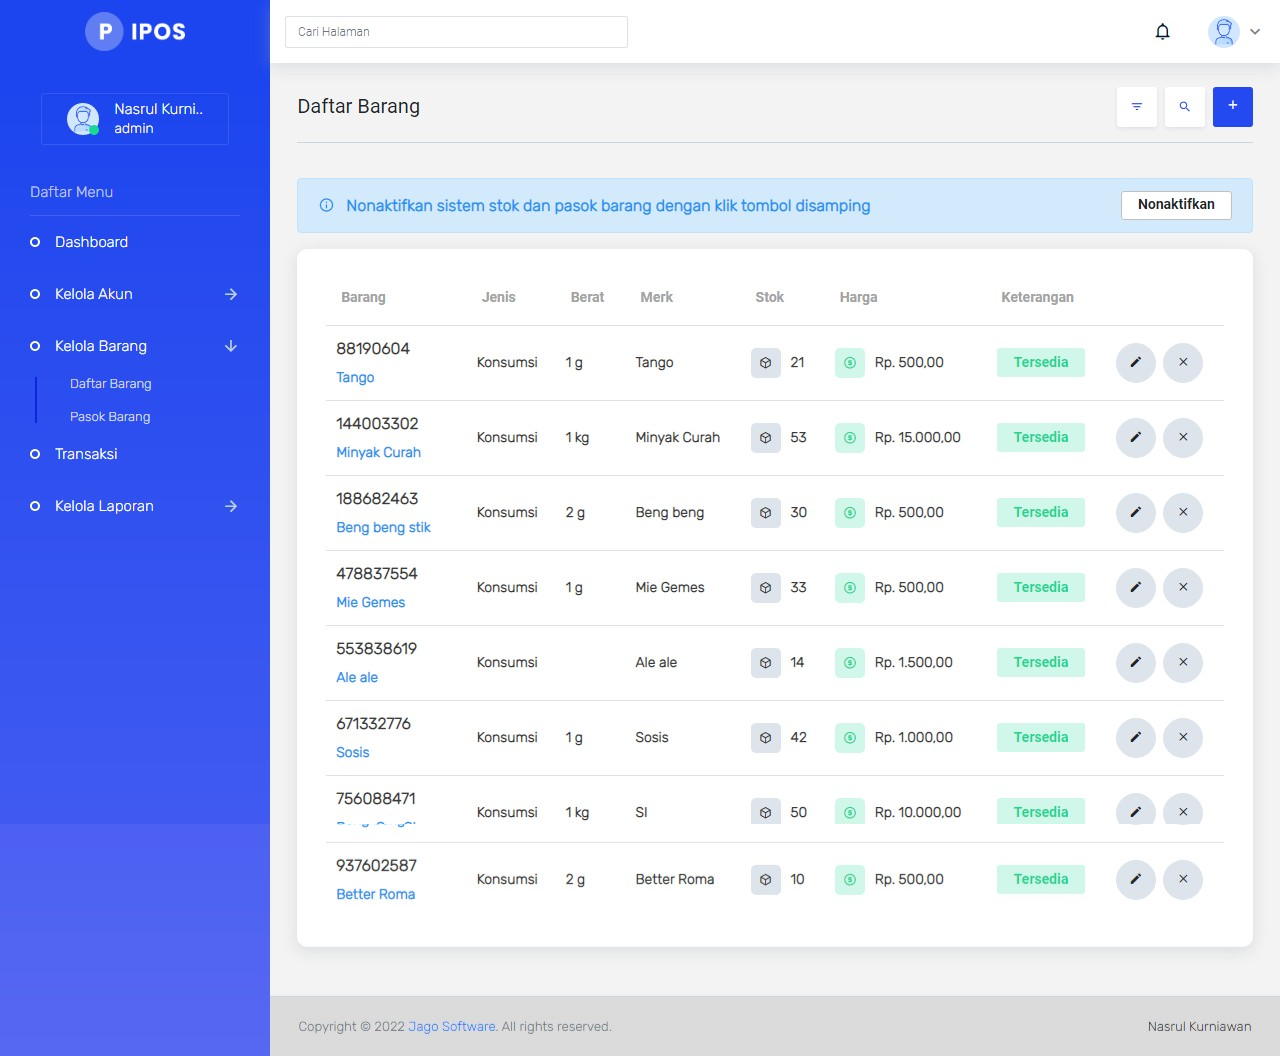 P IPOS
Cari Halaman
Nasrul Kurni..
admin
Daftar Menu
Dashboard
Kelola Akun
Kelola Barang
Daftar Barang
Pasok Barang
Transaksi
Kelola Laporan
Daftar Barang
+
Nonaktifkan sistem stok dan pasok barang dengan klik tombol disamping
Nonaktifkan
Barang Jenis Berat Merk Stok Harga Keterangan
88190604
Tango Konsumsi 1 g Tango 21 Rp. 500,00 Tersedia
144003302
Minyak Curah Konsumsi 1 kg Minyak Curah 53 Rp. 15.000,00 Tersedia
188682463
Beng beng stik Konsumsi 2 g Beng beng 30 Rp. 500,00 Tersedia
478837554
Mie Gemes Konsumsi 1 g Mie Gemes 33 Rp. 500,00 Tersedia
553838619
Ale ale Konsumsi Ale ale 14 Rp. 1.500,00 Tersedia
671332776
Sosis Konsumsi 1 g Sosis 42 Rp. 1.000,00 Tersedia
756088471
Konsumsi 1 kg SI 50 Rp. 10.000,00 Tersedia
937602587
Better Roma Konsumsi 2 g Better Roma 10 Rp. 500,00 Tersedia
Copyright © 2022 Jago Software. All rights reserved.
Nasrul Kurniawan